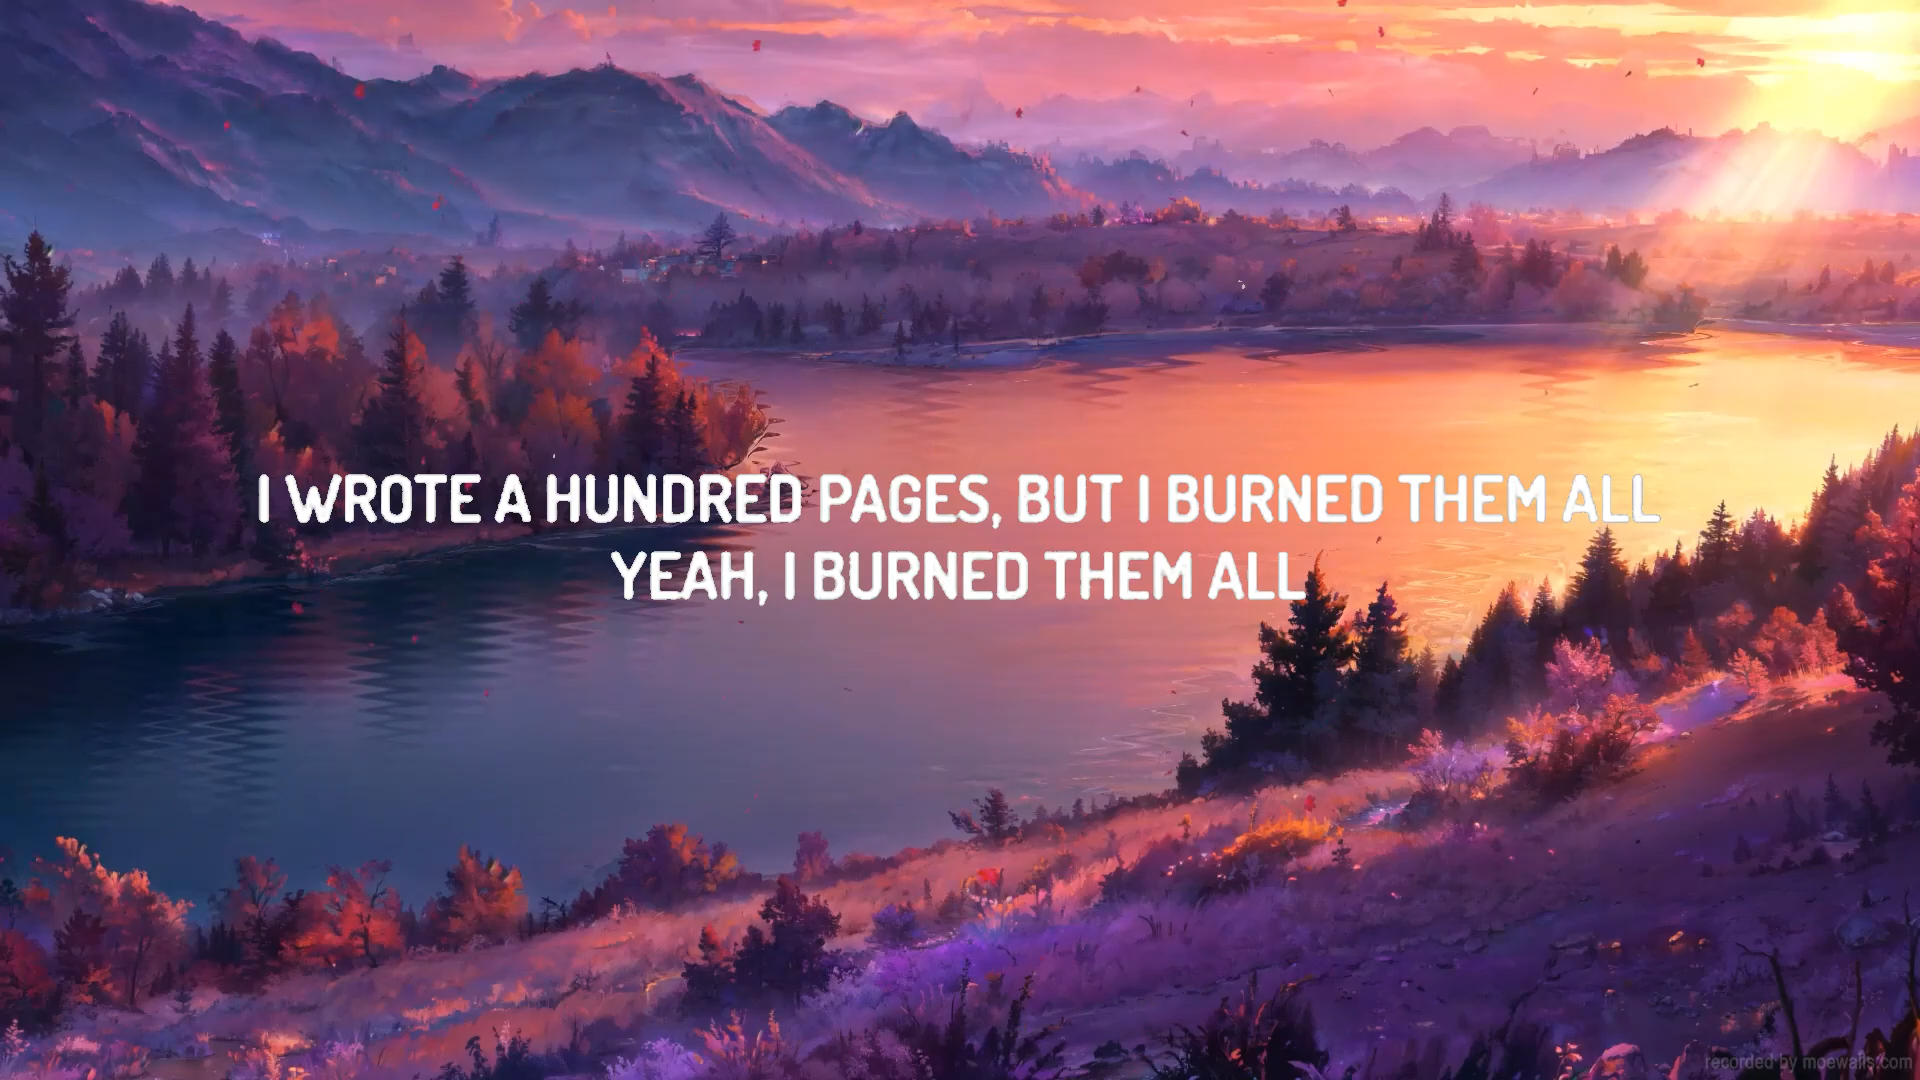 I WROTE A HUNDRED PAGES, BUT I BURNED THEM ALL
YEAH, I BURNED THEM ALL
recorded by moewalls.com